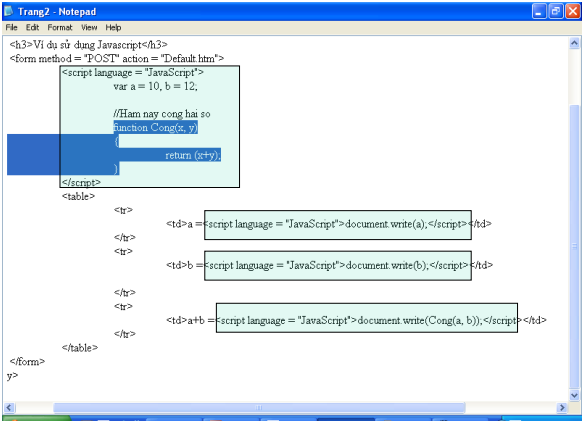 Trang2 - Notepad
File Edit Format View Help
<h3>Ví dụ sử dụng Javascript</h3>
<form method = "POST" action = "Default.htm">
<script language = "JavaScript">
var a = 10, b = 12;
//Ham nay cong hai so
function Cong(x, y)
{
return (x+y);
}
</script>
<table>
<tr>
<td>a =<script language = "JavaScript">document.write(a);</script></td>
</tr>
<tr>
<td>b =<script language = "JavaScript">document.write(b);</script></td>
</tr>
<tr>
<td>a+b =<script language = "JavaScript">document.write(Cong(a, b));</script></td>
</tr>
</table>
</form>
y>